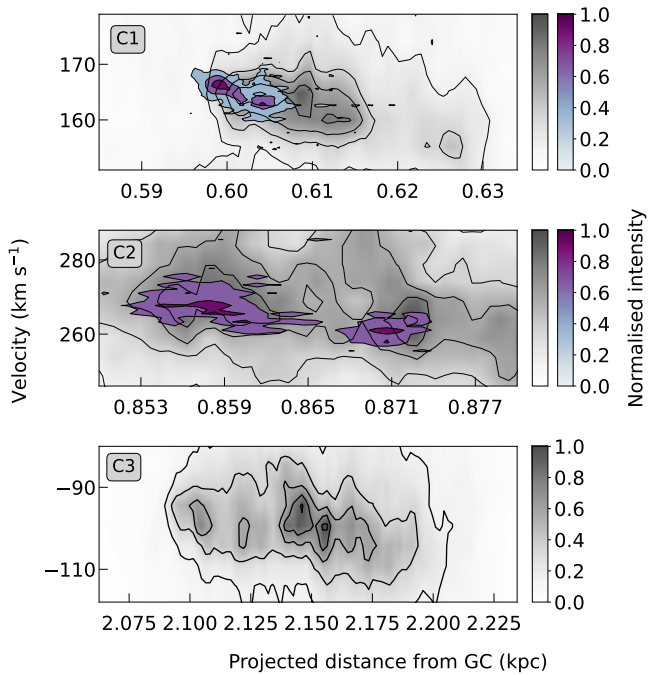 C1
170
160
0.59 0.60 0.61 0.62 0.63
1.0 0.8 0.6 0.4 0.2 0.0
C2
280
260
0.853 0.859 0.865 0.871 0.877
1.0 0.8 0.6 0.4 0.2 0.0
Velocity (km s⁻¹)
Normalised intensity
C3
−90
−110
2.075 2.100 2.125 2.150 2.175 2.200 2.225
1.0 0.8 0.6 0.4 0.2 0.0
Projected distance from GC (kpc)